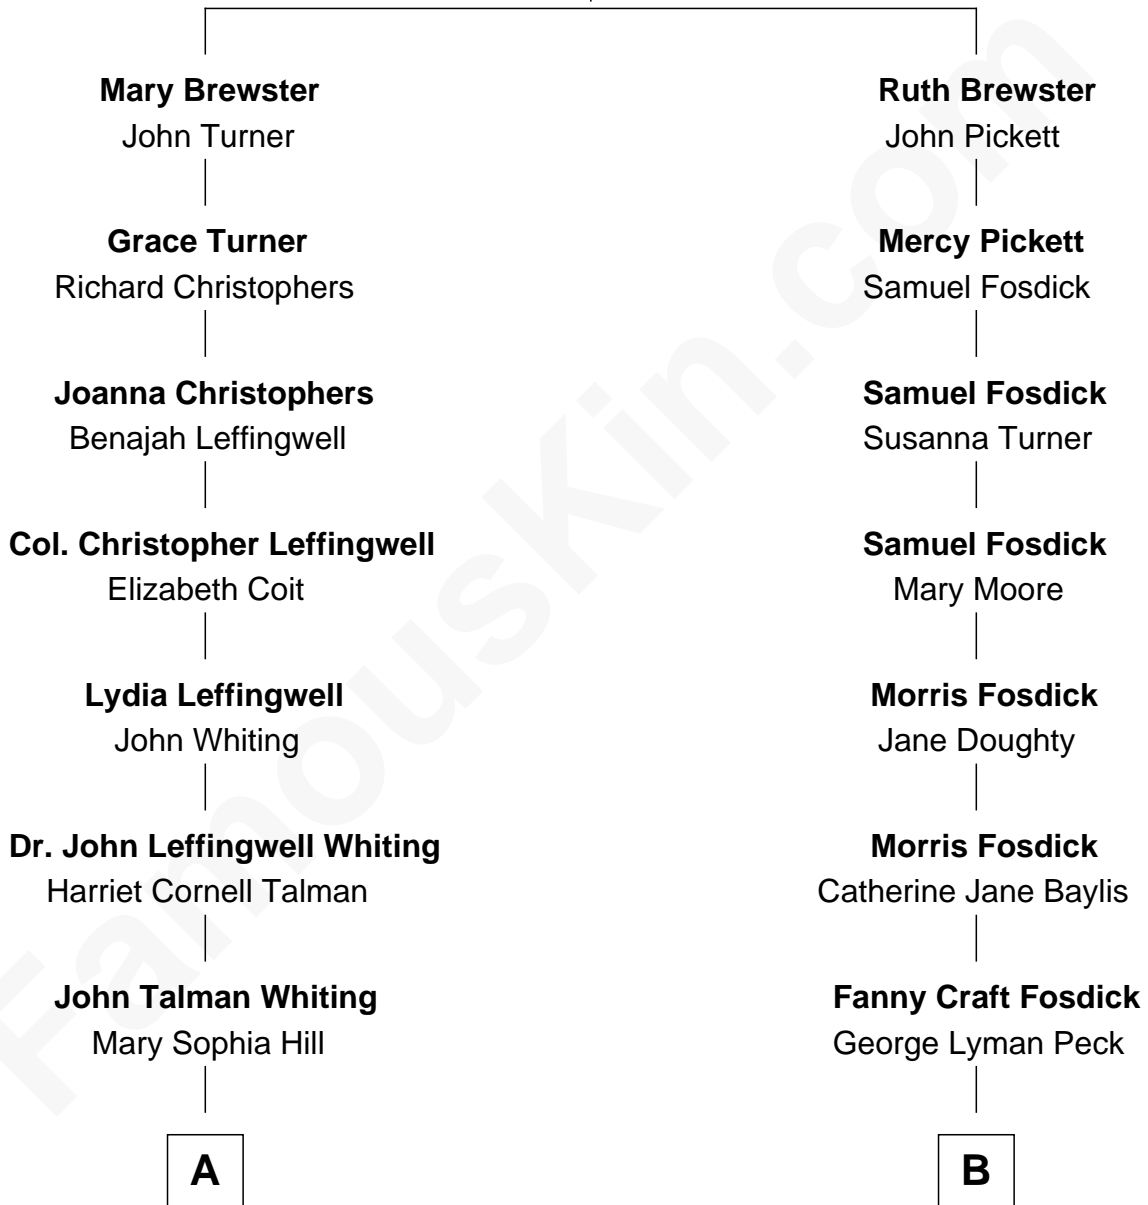 Mary Brewster
John Turner
Ruth Brewster
John Pickett
Grace Turner
Richard Christophers
Mercy Pickett
Samuel Fosdick
Joanna Christophers
Benajah Leffingwell
Samuel Fosdick
Susanna Turner
Col. Christopher Leffingwell
Elizabeth Coit
Samuel Fosdick
Mary Moore
Lydia Leffingwell
John Whiting
Morris Fosdick
Jane Doughty
Dr. John Leffingwell Whiting
Harriet Cornell Talman
Morris Fosdick
Catherine Jane Baylis
John Talman Whiting
Mary Sophia Hill
Fanny Craft Fosdick
George Lyman Peck
A
B
FamousKin.com